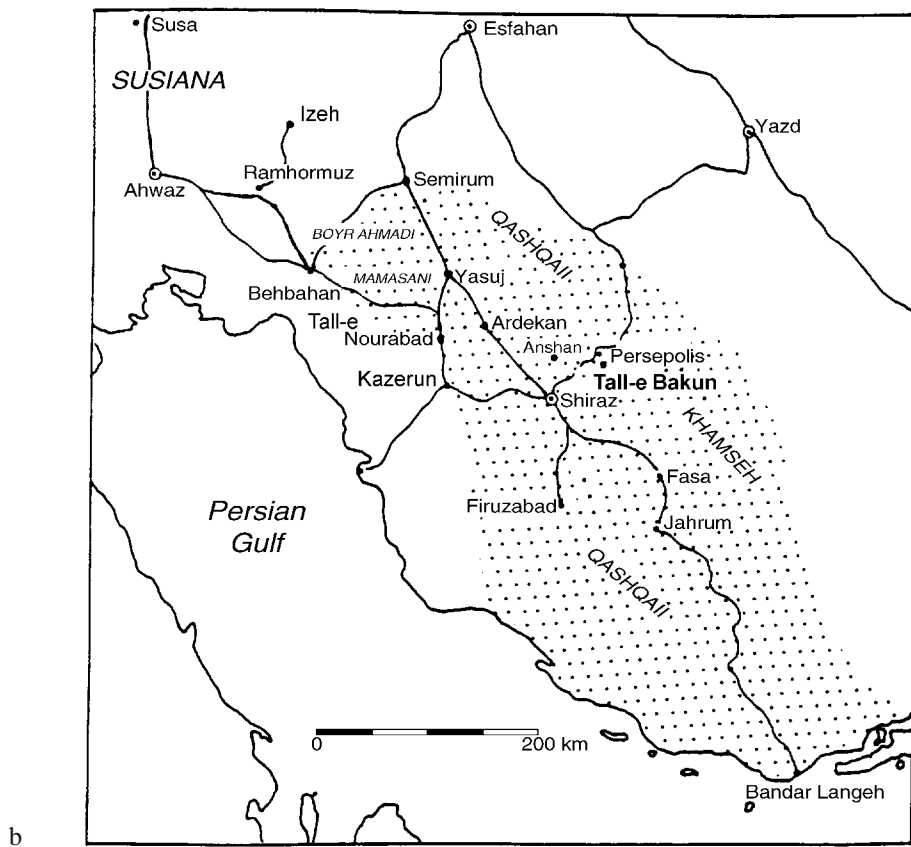 Susa
Esfahan
SUSIANA
Izeh
Yazd
Ramhormuz
Ahwaz
Semirum
QASHQAII
BOYR AHMADI
MAMASANI
Yasuj
Behbahan
Tall-e
Nourabad
Ardekan
Anshan
Persepolis
Tall-e Bakun
Kazerun
Shiraz
KHAMSEH
Fasa
Firuzabad
Jahrum
Persian
Gulf
QASHQAII
0 200 km
Bandar Langeh
b